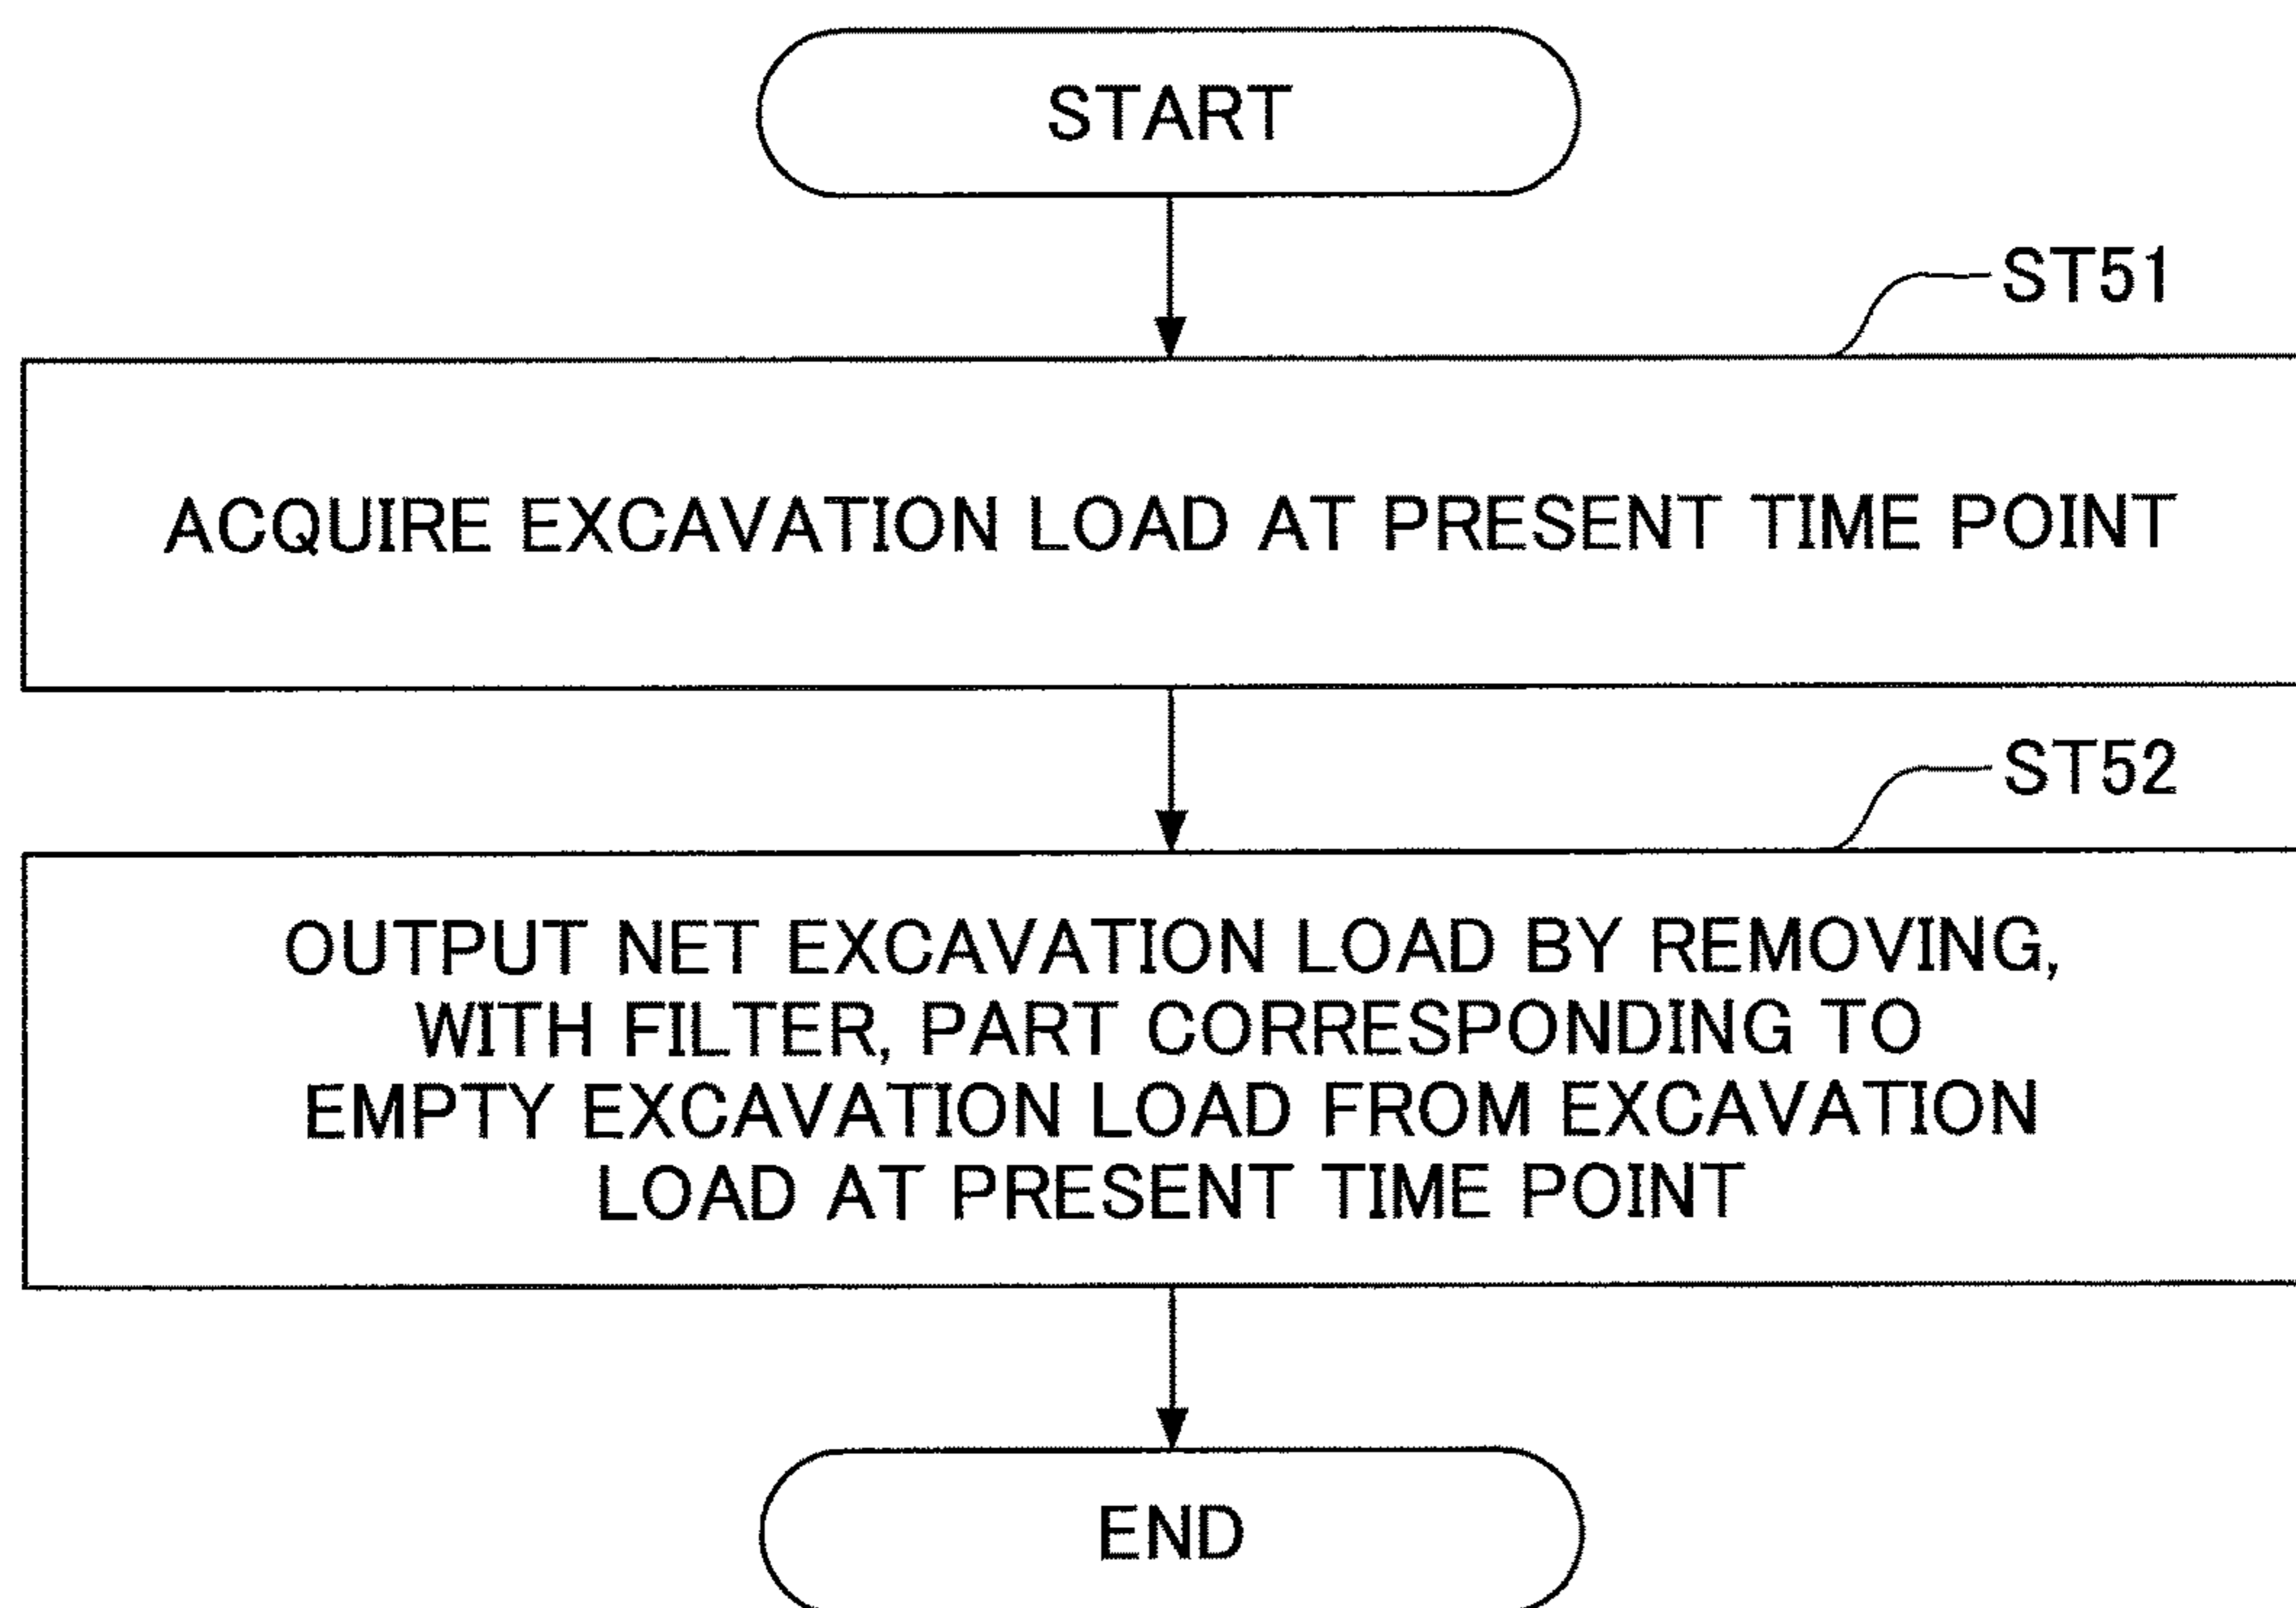 START
ST51
ACQUIRE EXCAVATION LOAD AT PRESENT TIME POINT
ST52
OUTPUT NET EXCAVATION LOAD BY REMOVING,
WITH FILTER, PART CORRESPONDING TO
EMPTY EXCAVATION LOAD FROM EXCAVATION
LOAD AT PRESENT TIME POINT
END